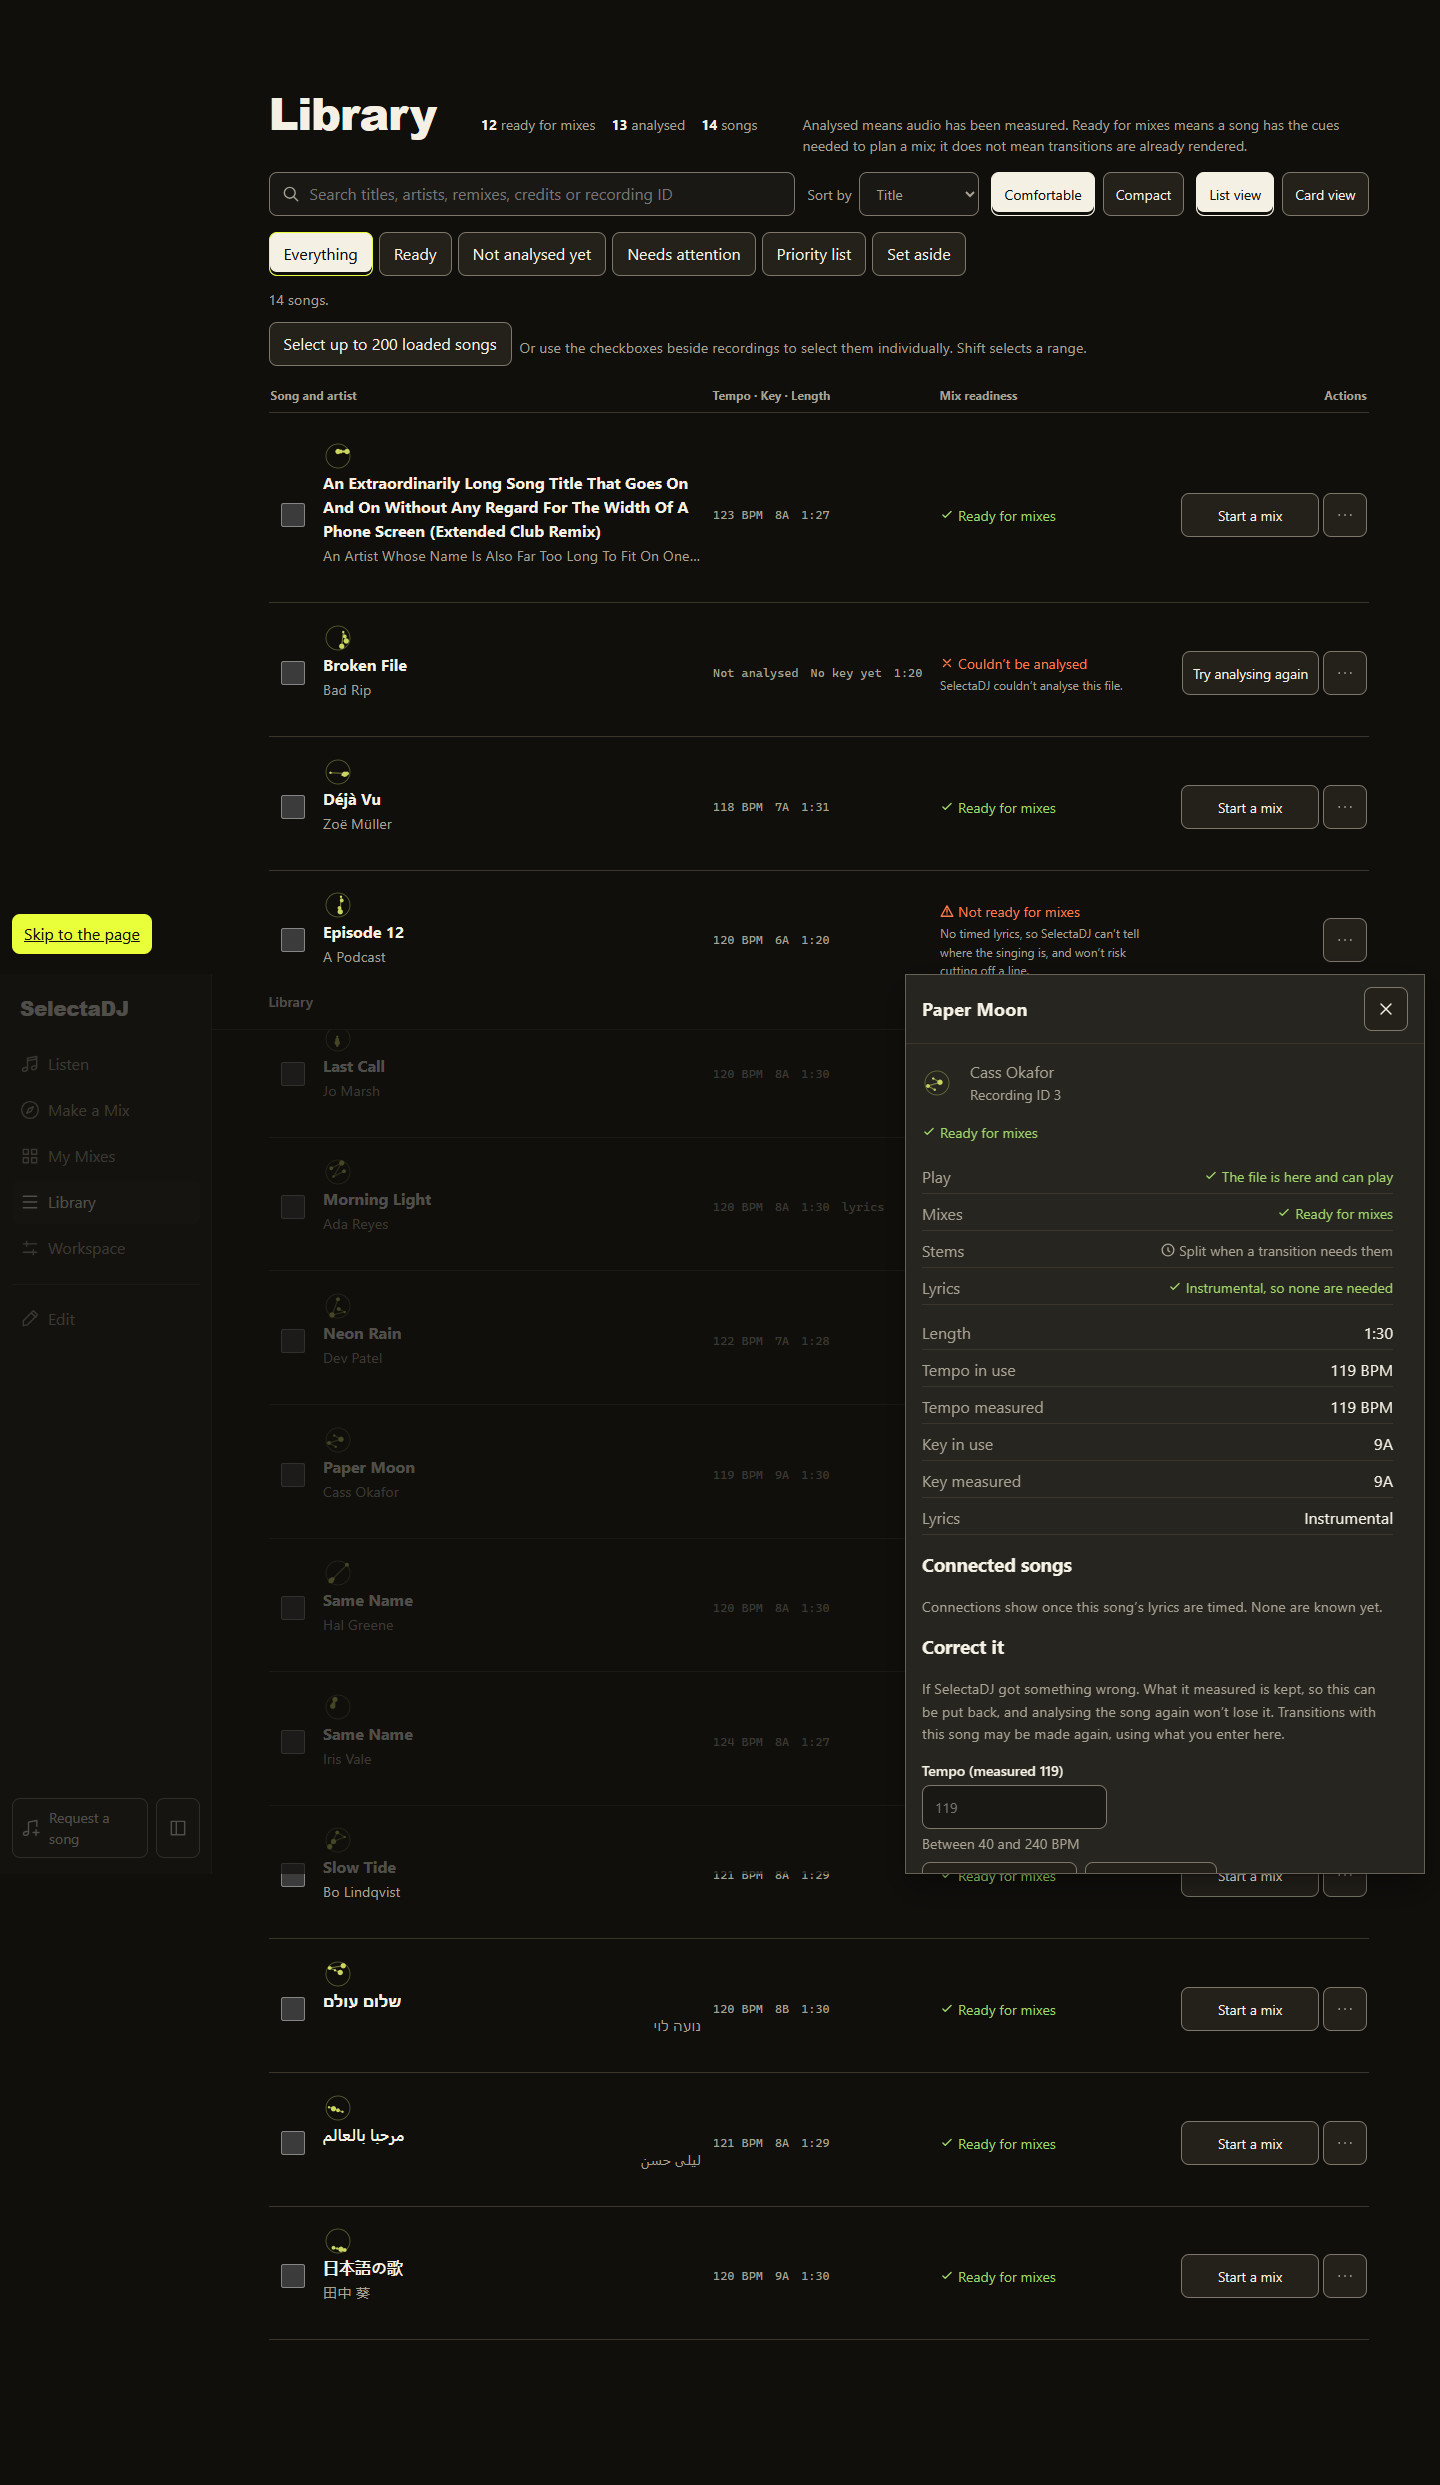 Library
12 ready for mixes 13 analysed 14 songs
Analysed means audio has been measured. Ready for mixes means a song has the cues
needed to plan a mix; it does not mean transitions are already rendered.
Search titles, artists, remixes, credits or recording ID
Sort by Title Comfortable Compact List view Card view
Everything Ready Not analysed yet Needs attention Priority list Set aside
14 songs.
Select up to 200 loaded songs Or use the checkboxes beside recordings to select them individually. Shift selects a range.
Song and artist Tempo · Key · Length Mix readiness Actions
An Extraordinarily Long Song Title That Goes On
And On Without Any Regard For The Width Of A
Phone Screen (Extended Club Remix)
An Artist Whose Name Is Also Far Too Long To Fit On One...
123 BPM 8A 1:27
Ready for mixes
Start a mix ...
Broken File
Bad Rip
Not analysed No key yet 1:20
Couldn't be analysed
SelectaDJ couldn't analyse this file.
Try analysing again ...
Déjà Vu
Zoë Müller
118 BPM 7A 1:31
Ready for mixes
Start a mix ...
Episode 12
A Podcast
120 BPM 6A 1:20
Not ready for mixes
No timed lyrics, so SelectaDJ can't tell
where the singing is, and won't risk
cutting off a line.
...
Skip to the page
SelectaDJ
Listen
Make a Mix
My Mixes
Library
Workspace
Edit
Request a
song
Library
Last Call
Jo Marsh
120 BPM 8A 1:30
Morning Light
Ada Reyes
120 BPM 8A 1:30 lyrics
Neon Rain
Dev Patel
122 BPM 7A 1:28
Paper Moon
Cass Okafor
119 BPM 9A 1:30
Same Name
Hal Greene
120 BPM 8A 1:30
Same Name
Iris Vale
124 BPM 8A 1:27
Slow Tide
Bo Lindqvist
121 BPM 8A 1:29
Ready for mixes
Start a mix
Paper Moon
Cass Okafor
Recording ID 3
Ready for mixes
Play The file is here and can play
Mixes Ready for mixes
Stems Split when a transition needs them
Lyrics Instrumental, so none are needed
Length 1:30
Tempo in use 119 BPM
Tempo measured 119 BPM
Key in use 9A
Key measured 9A
Lyrics Instrumental
Connected songs
Connections show once this song's lyrics are timed. None are known yet.
Correct it
If SelectaDJ got something wrong. What it measured is kept, so this can
be put back, and analysing the song again won't lose it. Transitions with
this song may be made again, using what you enter here.
Tempo (measured 119)
119
Between 40 and 240 BPM
שלום עולם
נועה לוי
120 BPM 8B 1:30
Ready for mixes
Start a mix ...
مرحبا بالعالم
ليلى حسن
121 BPM 8A 1:29
Ready for mixes
Start a mix ...
日本語の歌
田中 葵
120 BPM 9A 1:30
Ready for mixes
Start a mix ...